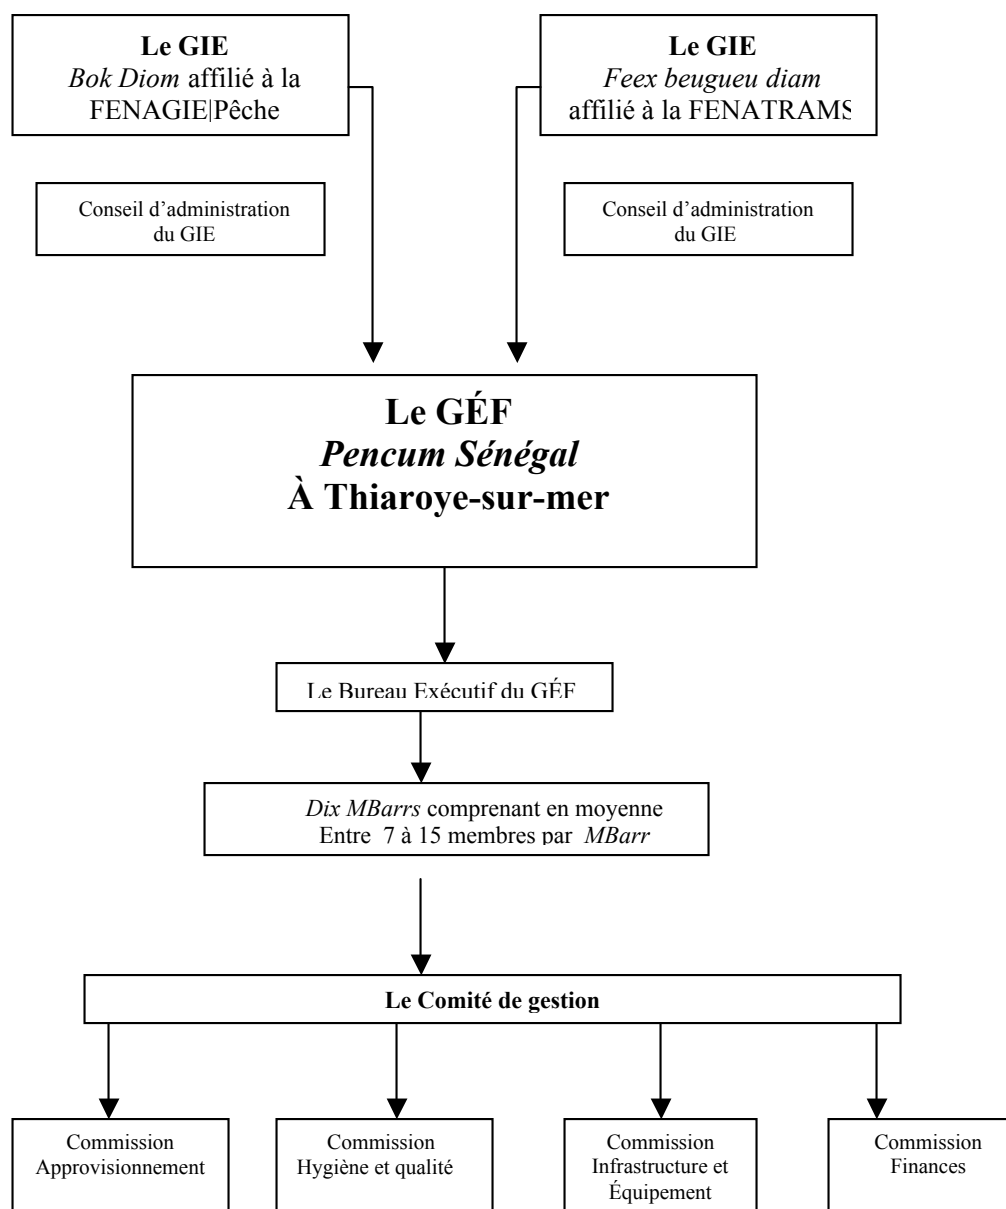 Le GIE
Bok Diom affilié à la
FENAGIE|Pêche
Le GIE
Feex beugueu diam
affilié à la FENATRAMS
Conseil d'administration
du GIE
Conseil d'administration
du GIE
Le GÉF
Pencum Sénégal
À Thiaroye-sur-mer
Le Bureau Exécutif du GÉF
Dix MBarrs comprenant en moyenne
Entre 7 à 15 membres par MBarr
Le Comité de gestion
Commission
Approvisionnement
Commission
Hygiène et qualité
Commission
Infrastructure et
Équipement
Commission
Finances